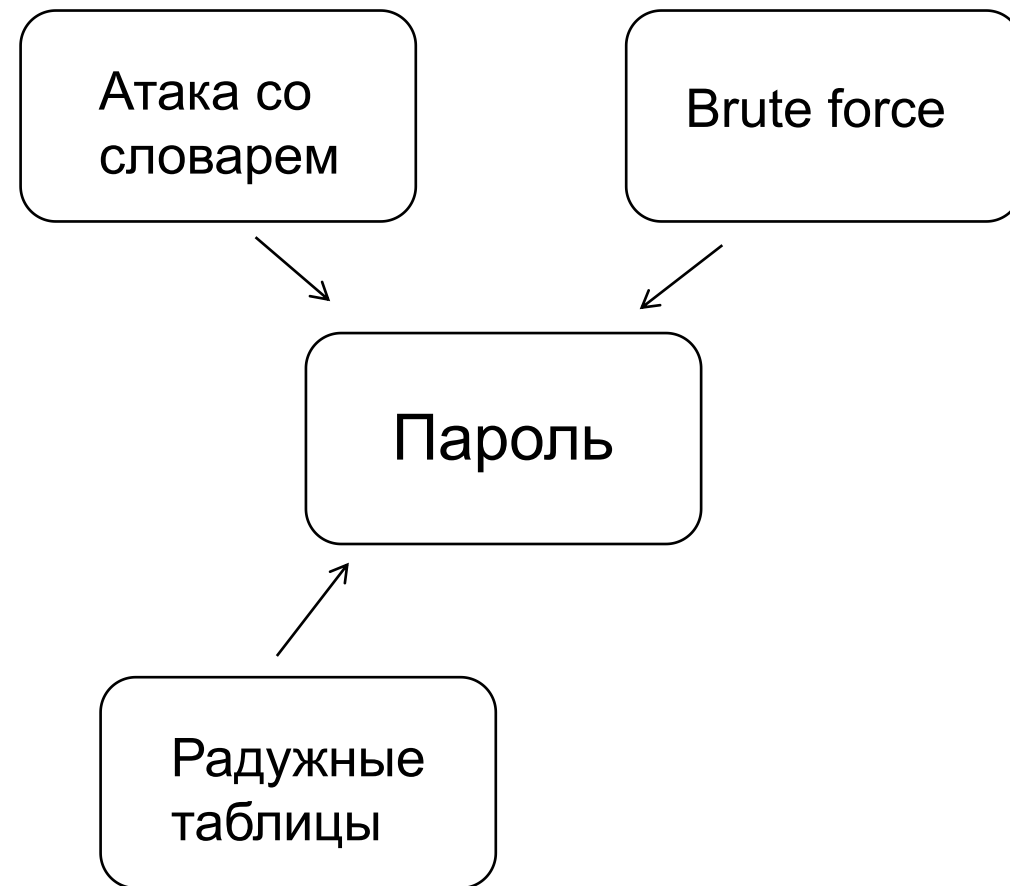 Атака со
словарем
Brute force
Пароль
Радужные
таблицы